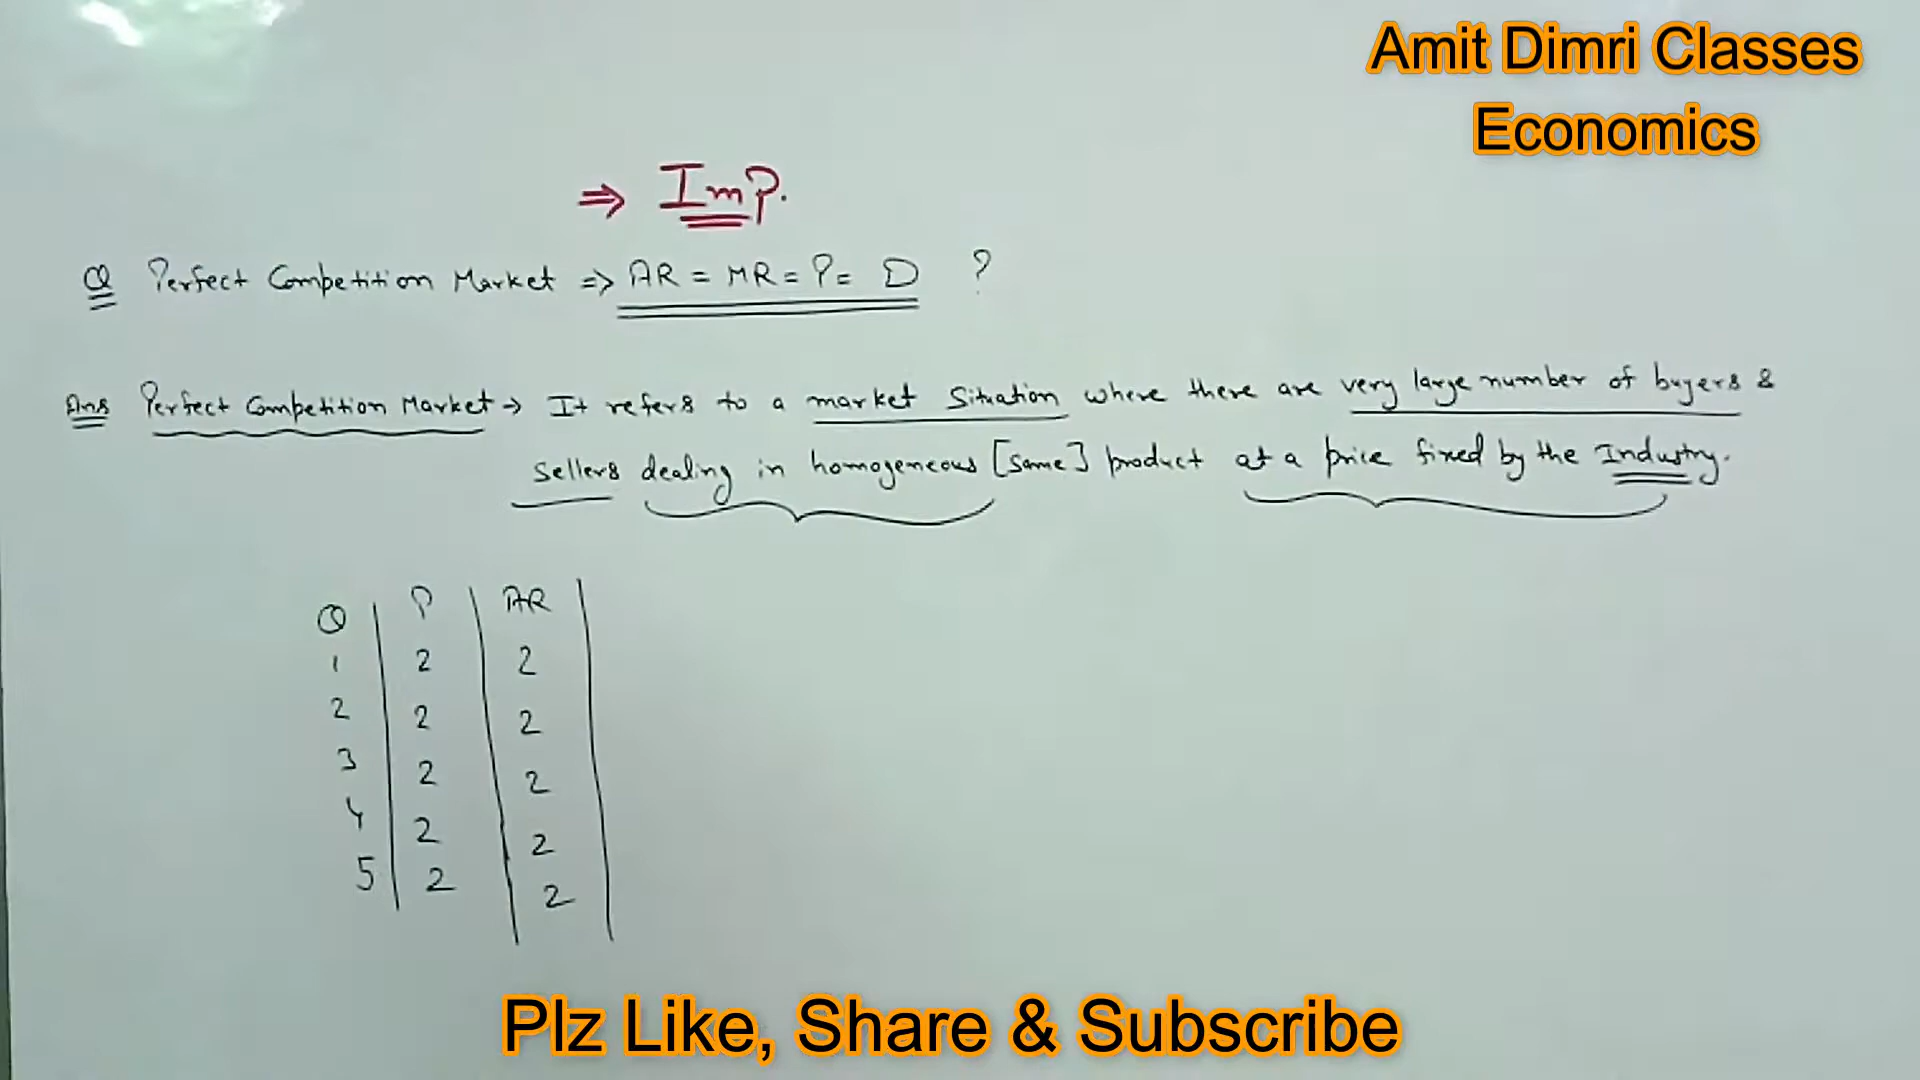 Amit Dimri Classes
Economics
⇒ Imp.
Q Perfect Competition Market ⇒ AR = MR = P = D ?
Ans Perfect Competition Market → It refers to a market Situation where there are very large number of buyers &
sellers dealing in homogeneous [Same] product at a price fixed by the Industry.
Q | P | AR |
1 2 2
2 2 2
3 2 2
4 2 2
5 2 2
Plz Like, Share & Subscribe